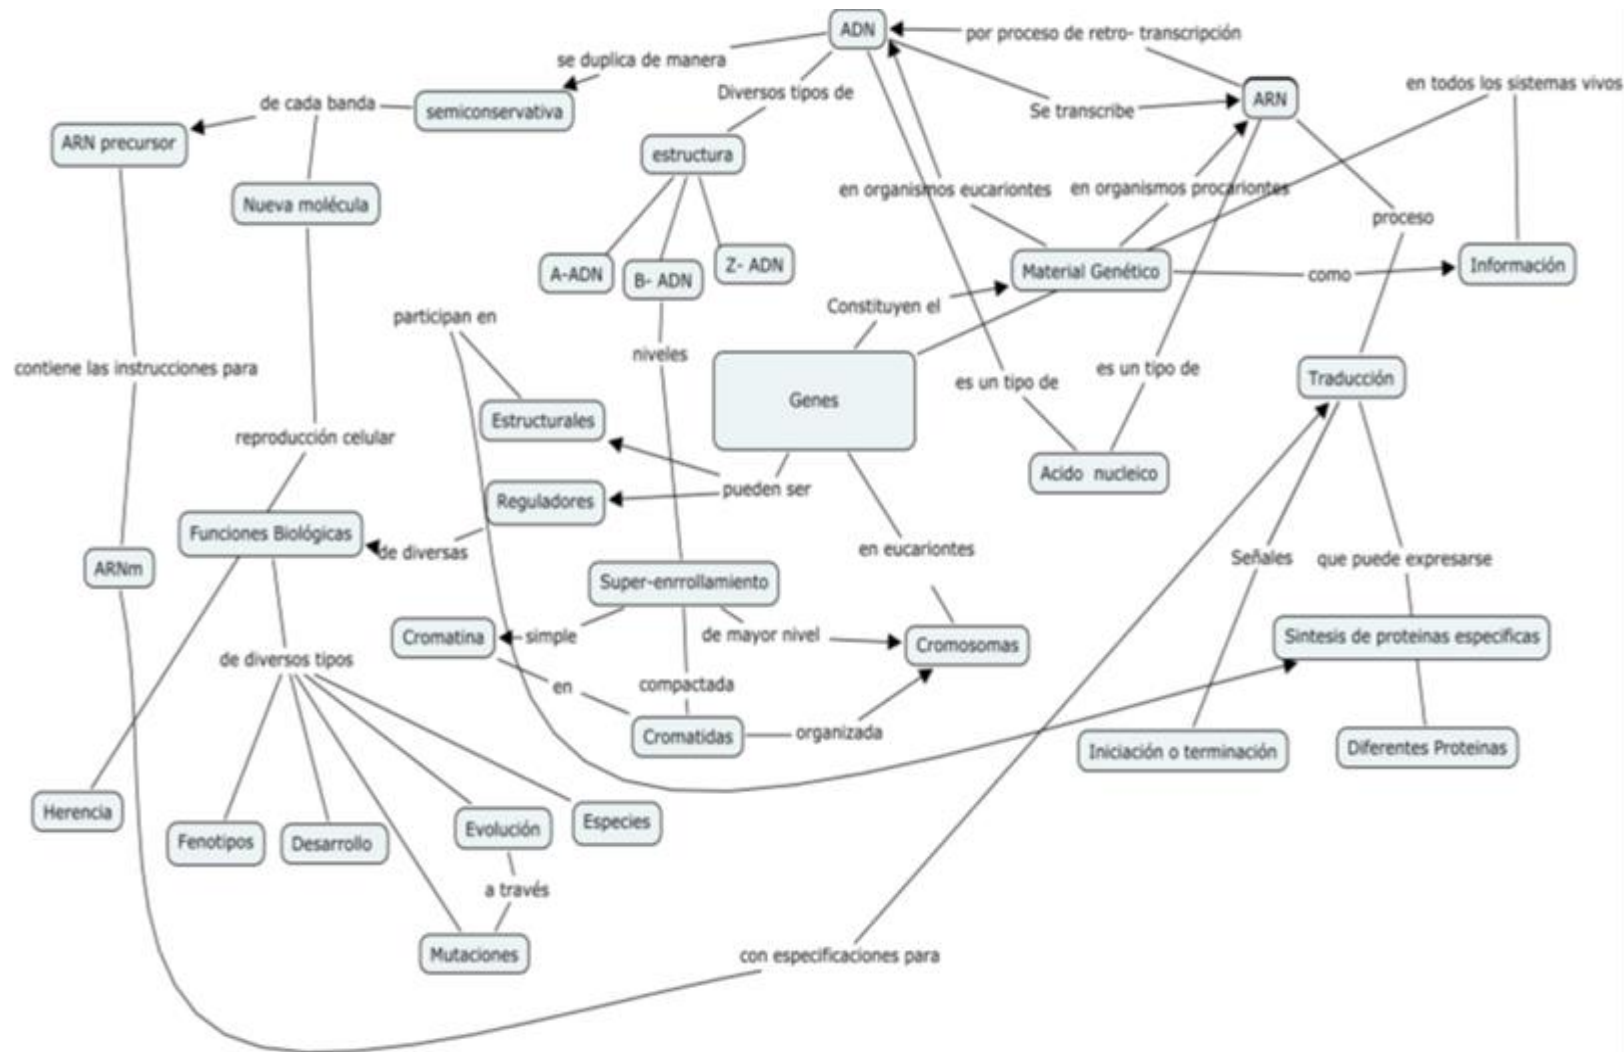 ADN
por proceso de retro- transcripción
se duplica de manera
Diversos tipos de
en todos los sistemas vivos
de cada banda
semiconservativa
Se transcribe
ARN
ARN precursor
estructura
en organismos eucariontes
en organismos procariontes
Nueva molécula
proceso
A-ADN
B- ADN
Z- ADN
Material Genético
como
Información
participan en
Constituyen el
contiene las instrucciones para
niveles
es un tipo de
es un tipo de
Traducción
Genes
Estructurales
reproducción celular
Acido nucleico
pueden ser
Reguladores
Funciones Biológicas
de diversas
en eucariontes
Señales
que puede expresarse
ARNm
Super-enrrollamiento
Cromatina
simple
de mayor nivel
Cromosomas
Sintesis de proteinas especificas
de diversos tipos
en
compactada
Cromatidas
organizada
Iniciación o terminación
Diferentes Proteinas
Herencia
Fenotipos
Desarrollo
Evolución
Especies
a través
Mutaciones
con especificaciones para